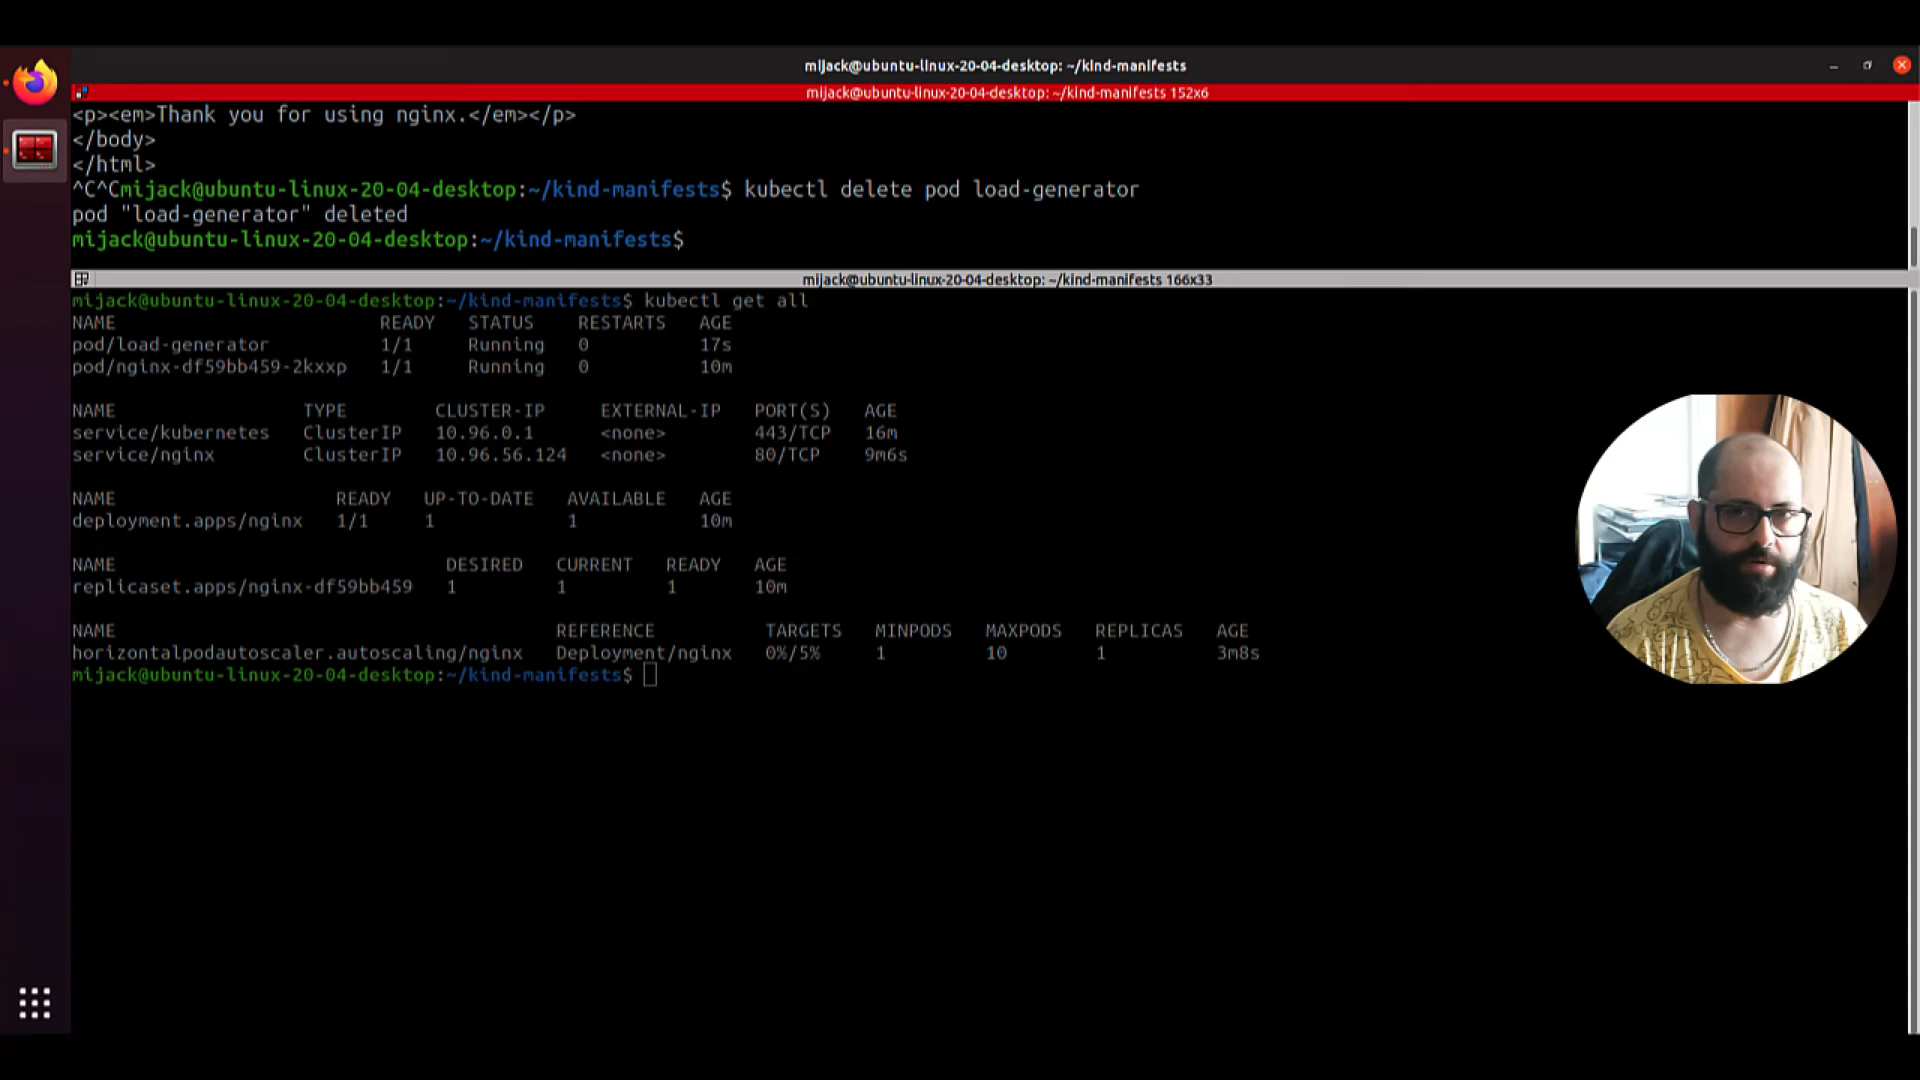 mijack@ubuntu-linux-20-04-desktop: ~/kind-manifests
mijack@ubuntu-linux-20-04-desktop: ~/kind-manifests 152x6
<p><em>Thank you for using nginx.</em></p>
</body>
</html>
^C^Cmijack@ubuntu-linux-20-04-desktop:~/kind-manifests$ kubectl delete pod load-generator
pod "load-generator" deleted
mijack@ubuntu-linux-20-04-desktop:~/kind-manifests$
mijack@ubuntu-linux-20-04-desktop: ~/kind-manifests 166x33
mijack@ubuntu-linux-20-04-desktop:~/kind-manifests$ kubectl get all
NAME READY STATUS RESTARTS AGE
pod/load-generator 1/1 Running 0 17s
pod/nginx-df59bb459-2kxxp 1/1 Running 0 10m
NAME TYPE CLUSTER-IP EXTERNAL-IP PORT(S) AGE
service/kubernetes ClusterIP 10.96.0.1 <none> 443/TCP 16m
service/nginx ClusterIP 10.96.56.124 <none> 80/TCP 9m6s
NAME READY UP-TO-DATE AVAILABLE AGE
deployment.apps/nginx 1/1 1 1 10m
NAME DESIRED CURRENT READY AGE
replicaset.apps/nginx-df59bb459 1 1 1 10m
NAME REFERENCE TARGETS MINPODS MAXPODS REPLICAS AGE
horizontalpodautoscaler.autoscaling/nginx Deployment/nginx 0%/5% 1 10 1 3m8s
mijack@ubuntu-linux-20-04-desktop:~/kind-manifests$